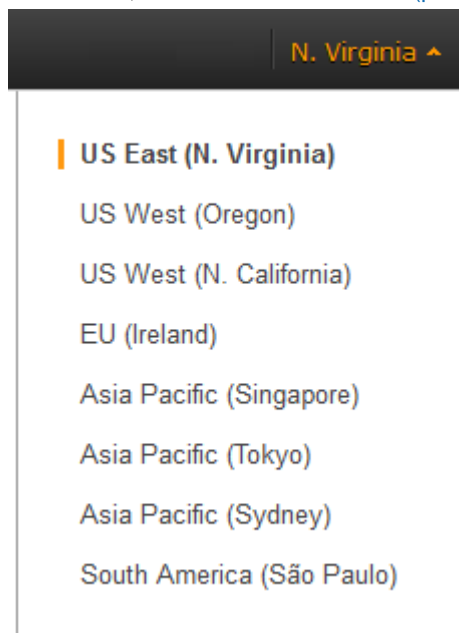 N. Virginia
US East (N. Virginia)
US West (Oregon)
US West (N. California)
EU (Ireland)
Asia Pacific (Singapore)
Asia Pacific (Tokyo)
Asia Pacific (Sydney)
South America (São Paulo)